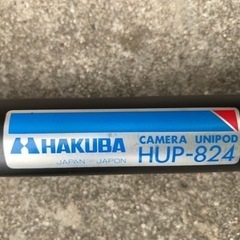 HAKUBA
JAPAN - JAPON
CAMERA UNIPOD
HUP-824